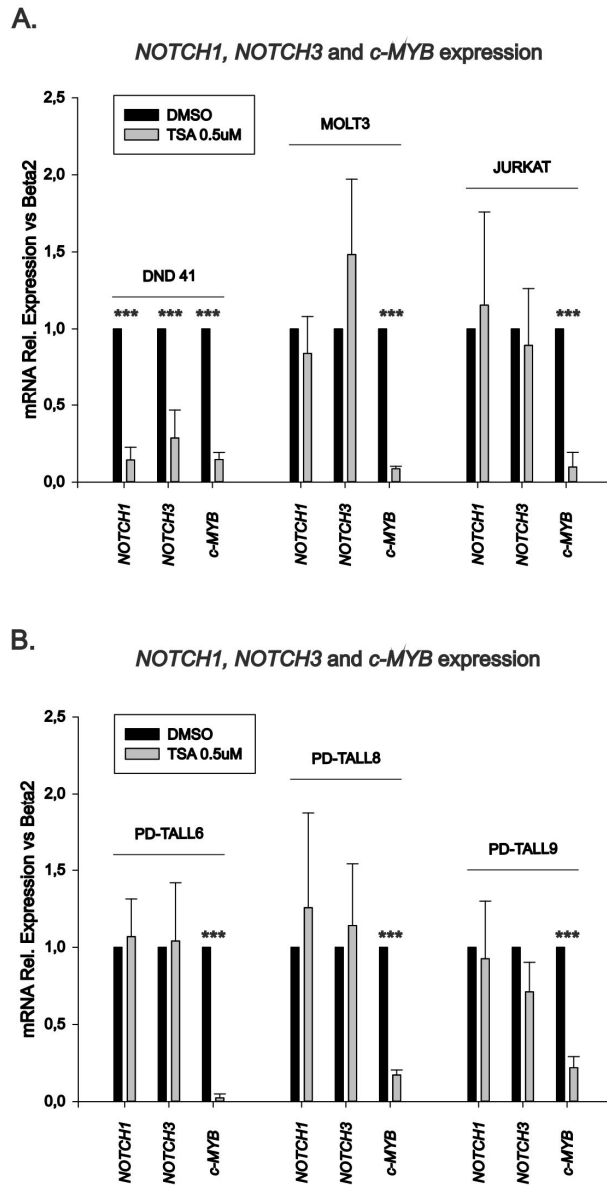 A.
NOTCH1, NOTCH3 and c-MYB expression
mRNA Rel. Expression vs Beta2
2,5
2,0
1,5
1,0
0,5
0,0
DMSO
TSA 0.5uM
DND 41
MOLT3
JURKAT
*** *** ***
***
***
NOTCH1 NOTCH3 c-MYB NOTCH1 NOTCH3 c-MYB NOTCH1 NOTCH3 c-MYB
B.
NOTCH1, NOTCH3 and c-MYB expression
mRNA Rel. Expression vs Beta2
2,5
2,0
1,5
1,0
0,5
0,0
DMSO
TSA 0.5uM
PD-TALL6
PD-TALL8
PD-TALL9
***
***
***
NOTCH1 NOTCH3 c-MYB NOTCH1 NOTCH3 c-MYB NOTCH1 NOTCH3 c-MYB